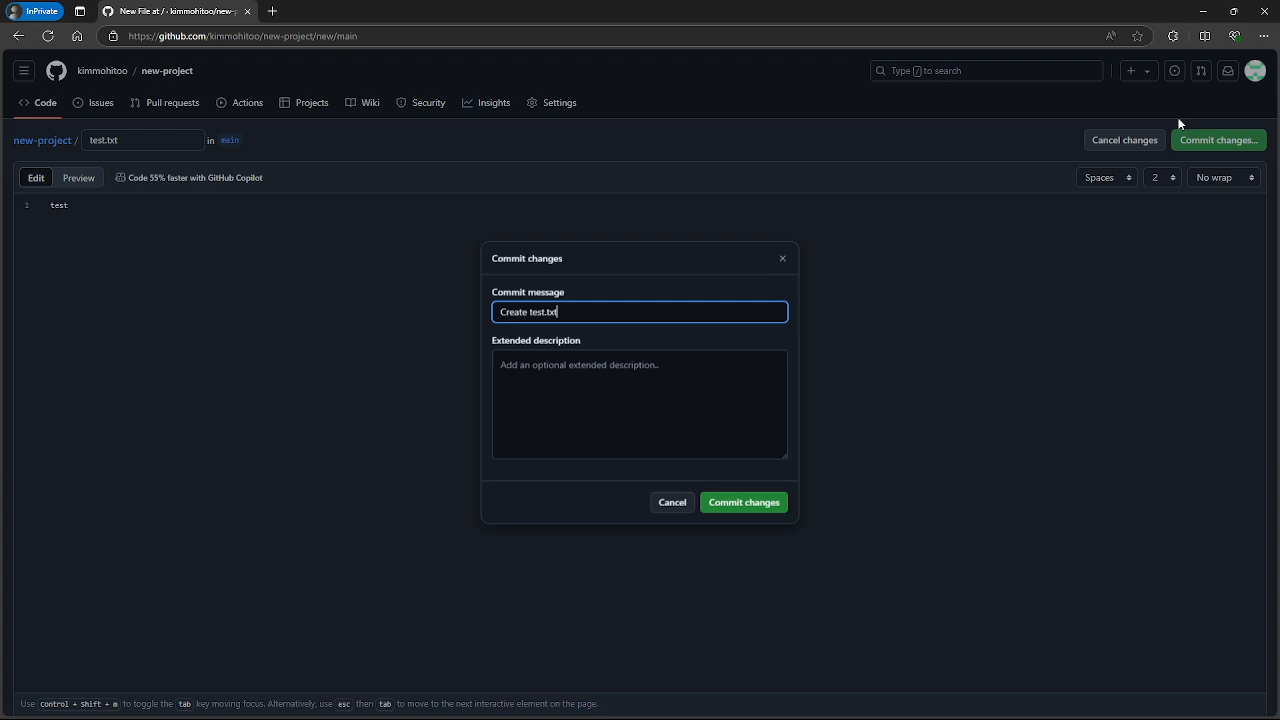 InPrivate
New File at / · kimmohitoo/new-p
https://github.com/kimmohitoo/new-project/new/main
kimmohitoo / new-project
Type / to search
Code
Issues
Pull requests
Actions
Projects
Wiki
Security
Insights
Settings
new-project / test.txt in main
Cancel changes
Commit changes...
Edit
Preview
Code 55% faster with GitHub Copilot
Spaces
2
No wrap
1 test
Commit changes
Commit message
Create test.txt
Extended description
Add an optional extended description..
Cancel
Commit changes
Use control + shift + m to toggle the tab key moving focus. Alternatively, use esc then tab to move to the next interactive element on the page.